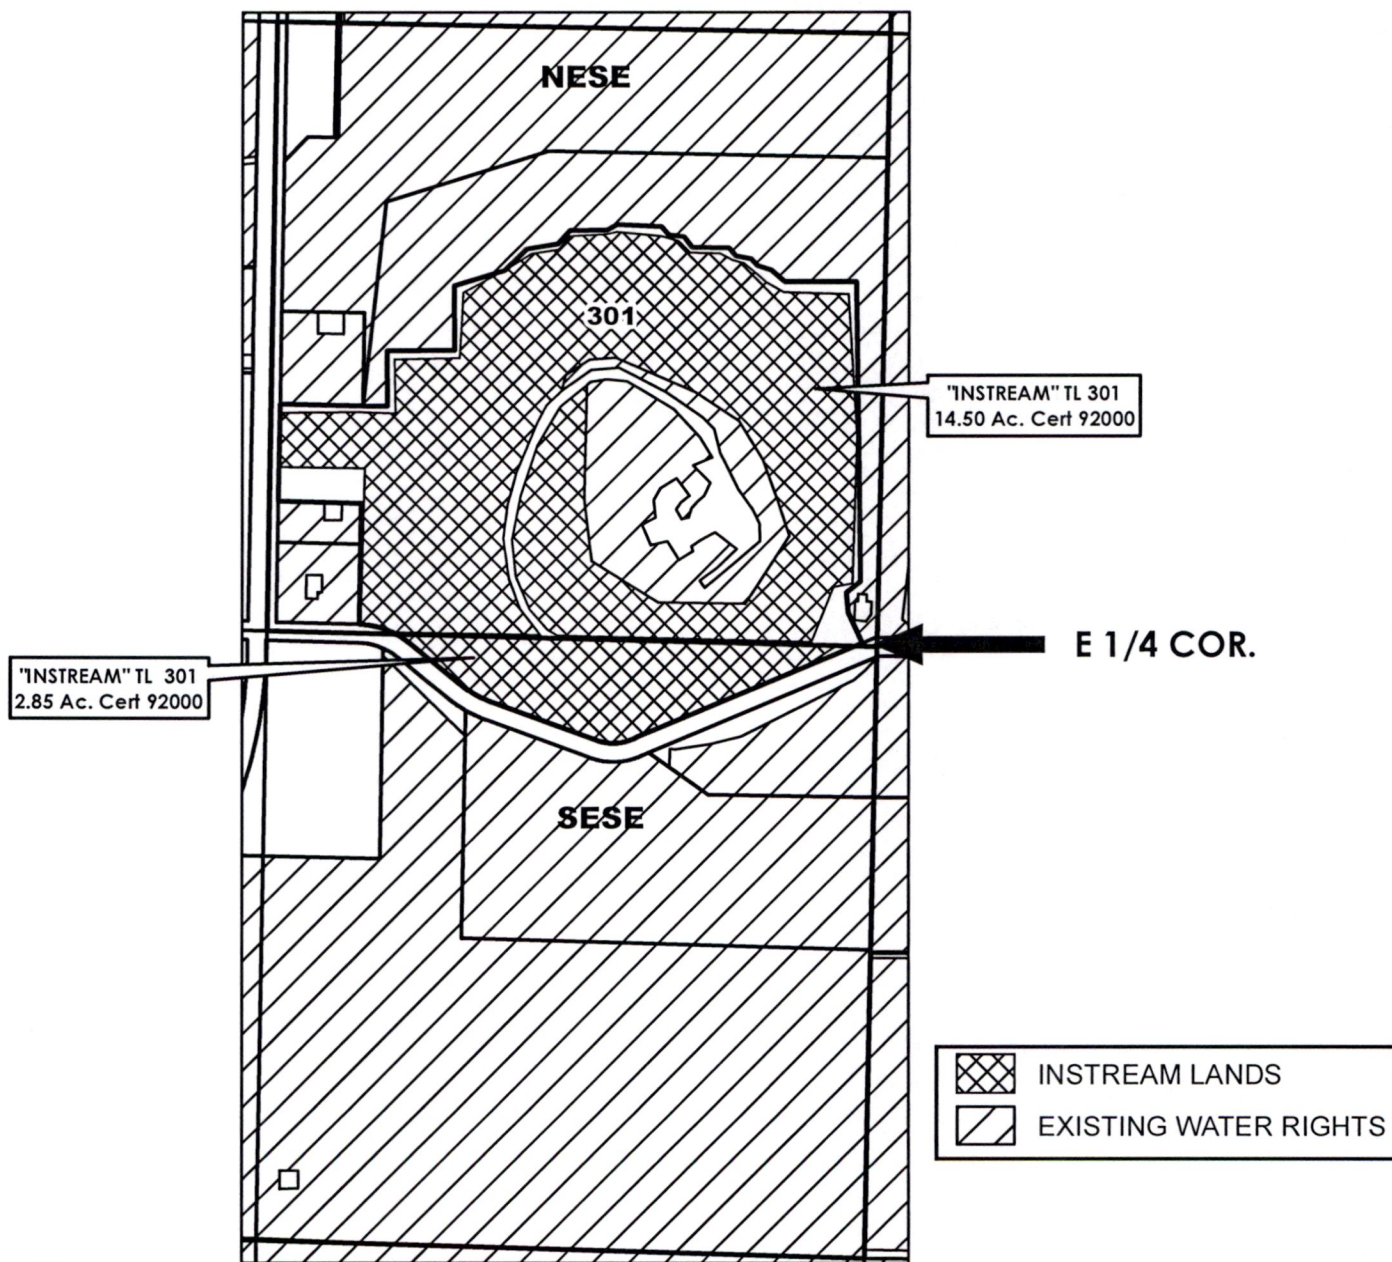 NESE
301
"INSTREAM" TL 301
14.50 Ac. Cert 92000
E 1/4 COR.
"INSTREAM" TL 301
2.85 Ac. Cert 92000
SESE
INSTREAM LANDS
EXISTING WATER RIGHTS